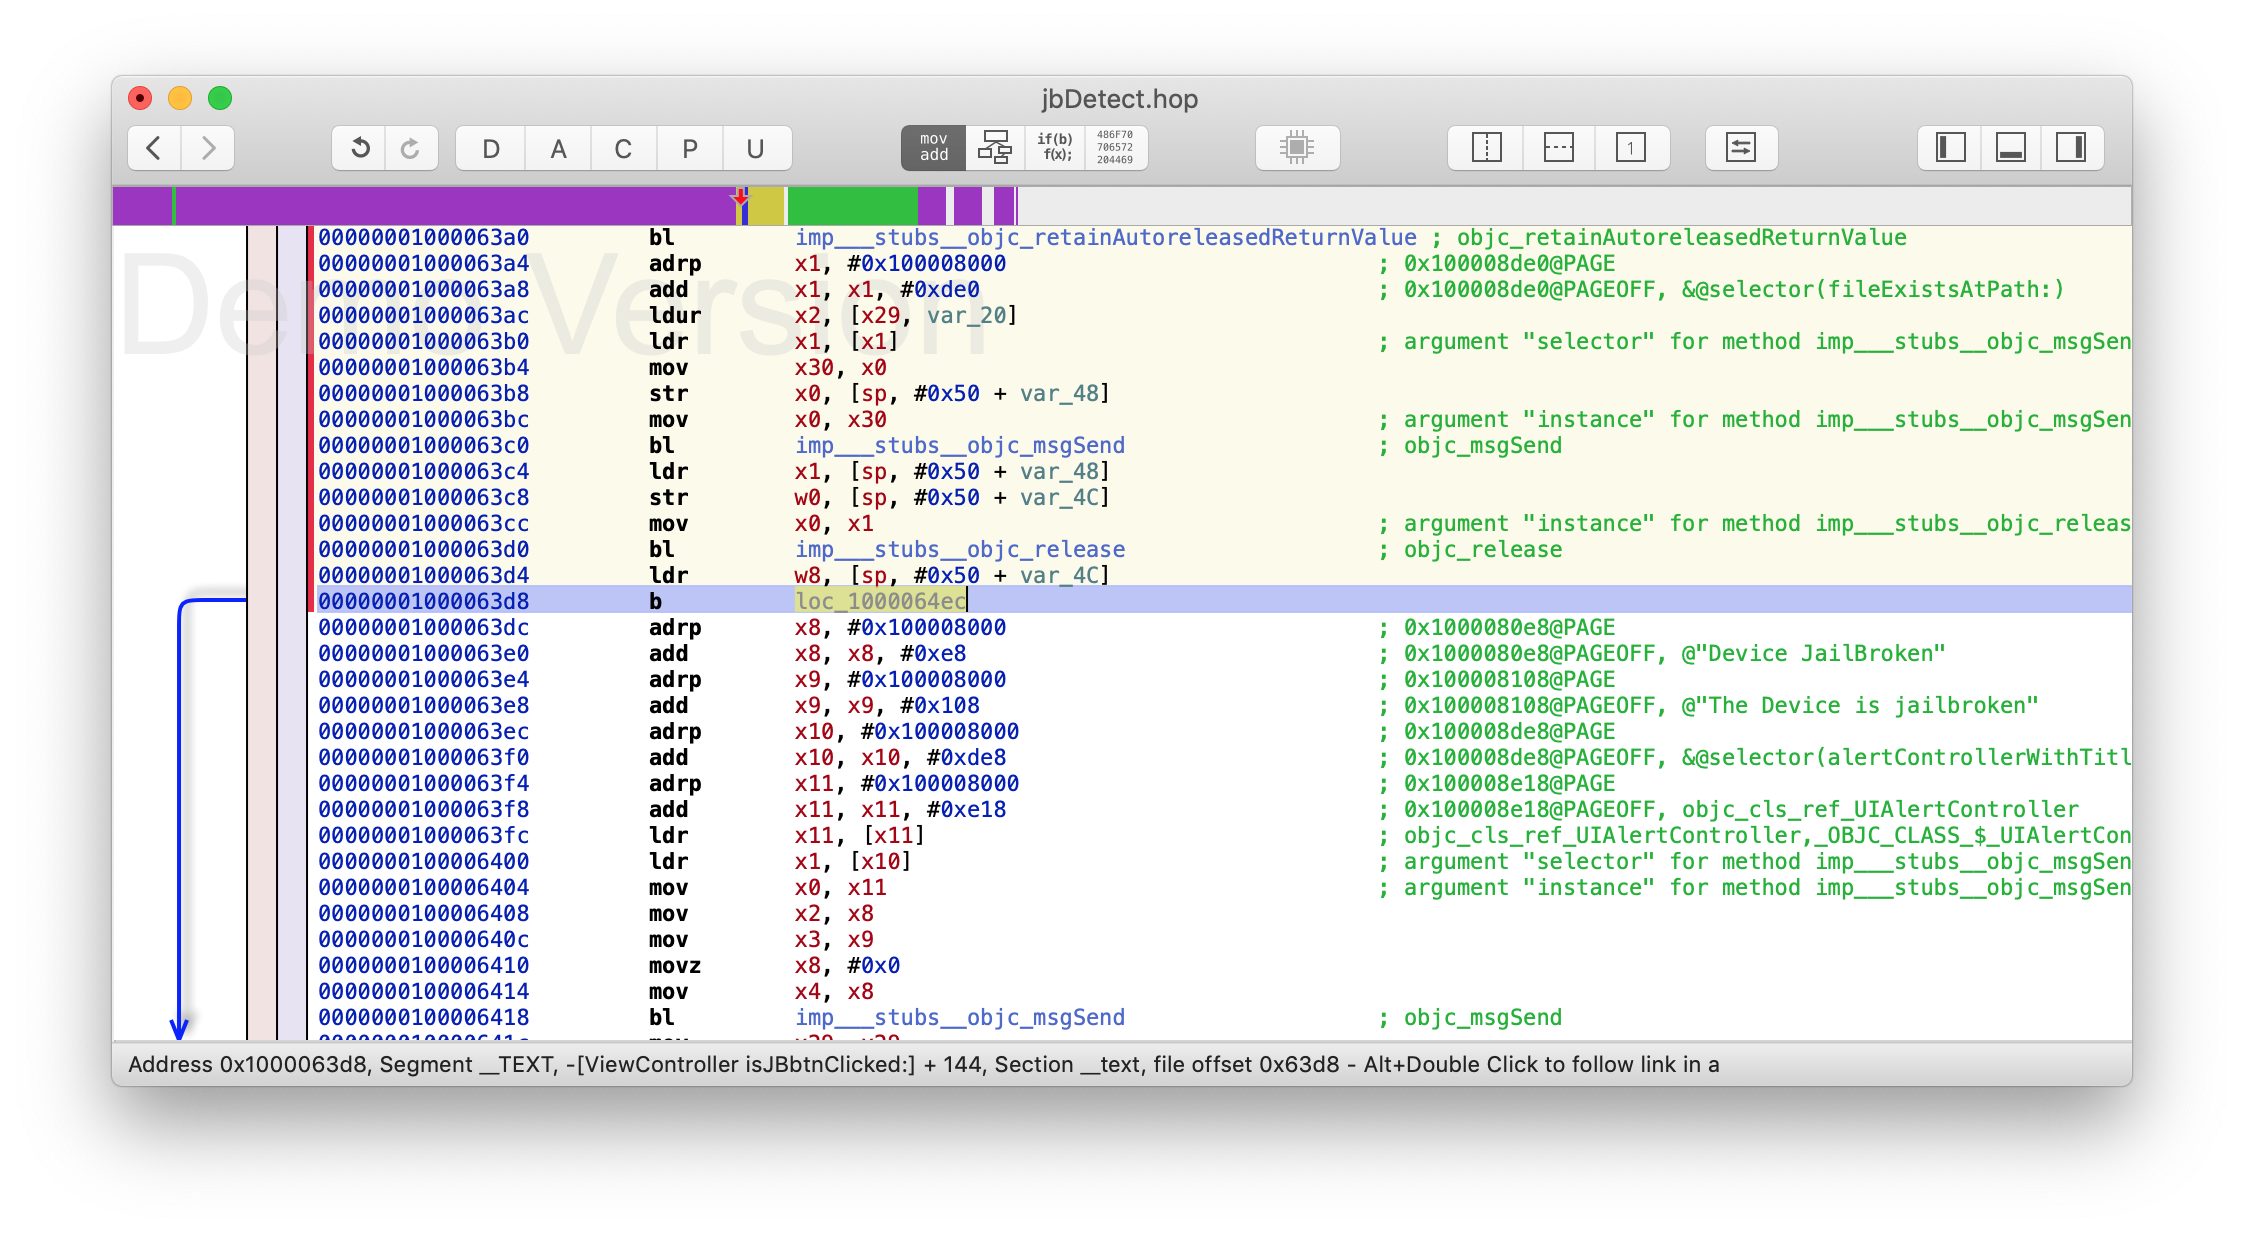 jbDetect.hop
D A C P U mov add if(b) f(x); 486F70 706572 204469 1
Demo Version
00000001000063a0 bl imp___stubs__objc_retainAutoreleasedReturnValue ; objc_retainAutoreleasedReturnValue
00000001000063a4 adrp x1, #0x100008000 ; 0x100008de0@PAGE
00000001000063a8 add x1, x1, #0xde0 ; 0x100008de0@PAGEOFF, &@selector(fileExistsAtPath:)
00000001000063ac ldur x2, [x29, var_20]
00000001000063b0 ldr x1, [x1] ; argument "selector" for method imp___stubs__objc_msgSen
00000001000063b4 mov x30, x0
00000001000063b8 str x0, [sp, #0x50 + var_48]
00000001000063bc mov x0, x30 ; argument "instance" for method imp___stubs__objc_msgSen
00000001000063c0 bl imp___stubs__objc_msgSend ; objc_msgSend
00000001000063c4 ldr x1, [sp, #0x50 + var_48]
00000001000063c8 str w0, [sp, #0x50 + var_4C]
00000001000063cc mov x0, x1 ; argument "instance" for method imp___stubs__objc_releas
00000001000063d0 bl imp___stubs__objc_release ; objc_release
00000001000063d4 ldr w8, [sp, #0x50 + var_4C]
00000001000063d8 b loc_1000064ec
00000001000063dc adrp x8, #0x100008000 ; 0x1000080e8@PAGE
00000001000063e0 add x8, x8, #0xe8 ; 0x1000080e8@PAGEOFF, @"Device JailBroken"
00000001000063e4 adrp x9, #0x100008000 ; 0x100008108@PAGE
00000001000063e8 add x9, x9, #0x108 ; 0x100008108@PAGEOFF, @"The Device is jailbroken"
00000001000063ec adrp x10, #0x100008000 ; 0x100008de8@PAGE
00000001000063f0 add x10, x10, #0xde8 ; 0x100008de8@PAGEOFF, &@selector(alertControllerWithTitl
00000001000063f4 adrp x11, #0x100008000 ; 0x100008e18@PAGE
00000001000063f8 add x11, x11, #0xe18 ; 0x100008e18@PAGEOFF, objc_cls_ref_UIAlertController
00000001000063fc ldr x11, [x11] ; objc_cls_ref_UIAlertController,_OBJC_CLASS_$_UIAlertCon
0000000100006400 ldr x1, [x10] ; argument "selector" for method imp___stubs__objc_msgSen
0000000100006404 mov x0, x11 ; argument "instance" for method imp___stubs__objc_msgSen
0000000100006408 mov x2, x8
000000010000640c mov x3, x9
0000000100006410 movz x8, #0x0
0000000100006414 mov x4, x8
0000000100006418 bl imp___stubs__objc_msgSend ; objc_msgSend
Address 0x1000063d8, Segment __TEXT, -[ViewController isJBbtnClicked:] + 144, Section __text, file offset 0x63d8 - Alt+Double Click to follow link in a